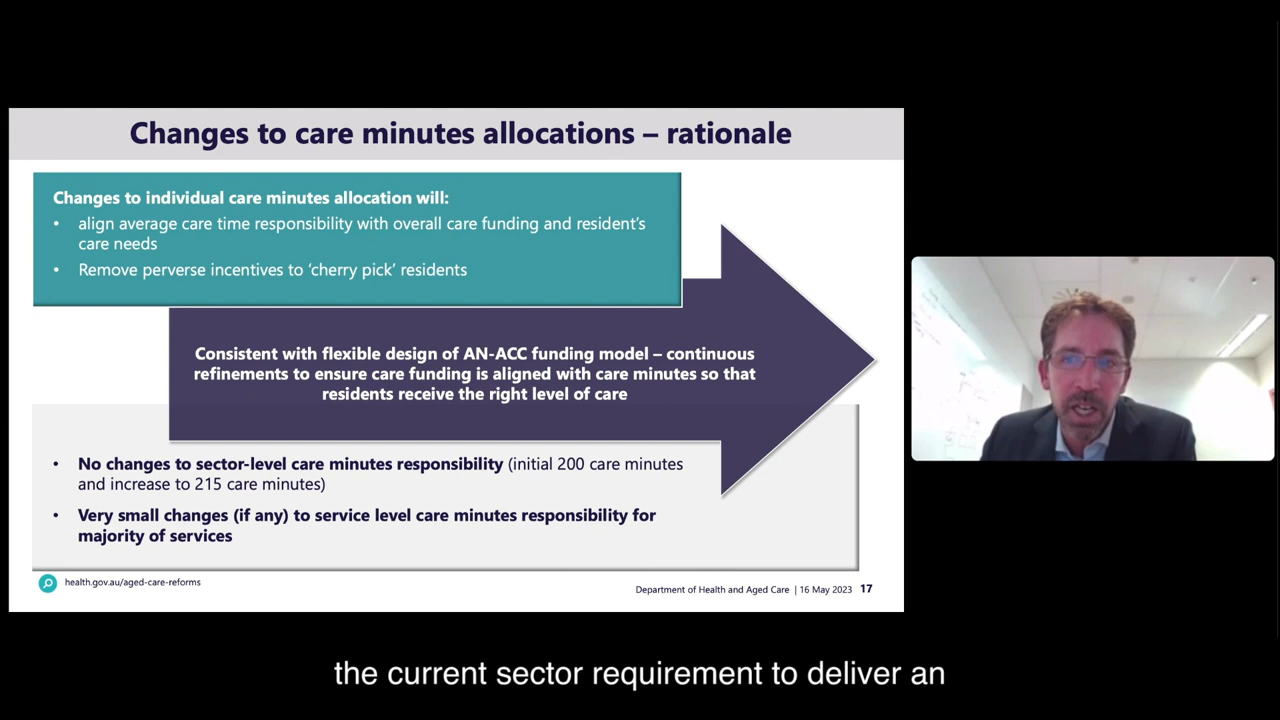 Changes to care minutes allocations – rationale
Changes to individual care minutes allocation will:
• align average care time responsibility with overall care funding and resident’s
care needs
• Remove perverse incentives to ‘cherry pick’ residents
Consistent with flexible design of AN-ACC funding model – continuous
refinements to ensure care funding is aligned with care minutes so that
residents receive the right level of care
• No changes to sector-level care minutes responsibility (initial 200 care minutes
and increase to 215 care minutes)
• Very small changes (if any) to service level care minutes responsibility for
majority of services
health.gov.au/aged-care-reforms
Department of Health and Aged Care | 16 May 2023 17
the current sector requirement to deliver an